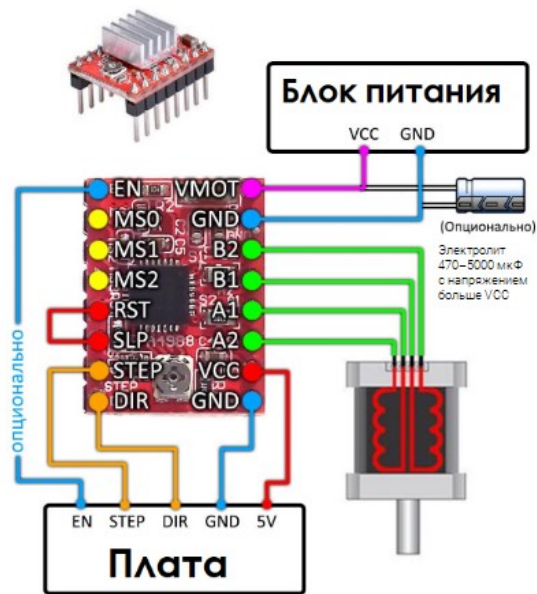 Блок питания
VCC GND
EN VMOT
MS0 GND
MS1 B2
MS2 B1
RST A1
SLP A2
STEP VCC
DIR GND
STEP
(Опционально)
Электролит
470–5000 мкФ
с напряжением
больше VCC
опционально
EN STEP DIR GND 5V
Плата